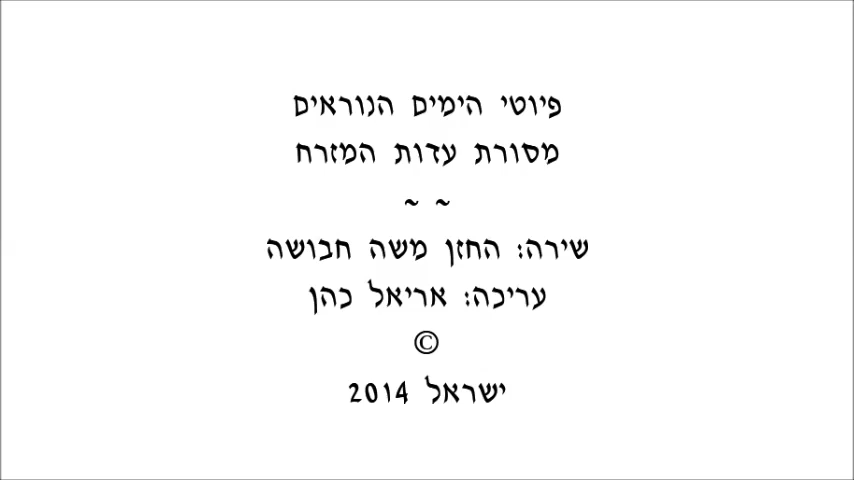 פיוטי הימים הנוראים
מסורת עדות המזרח
~ ~
שירה: החזן משה חבושה
עריכה: אריאל כהן
©
ישראל 2014